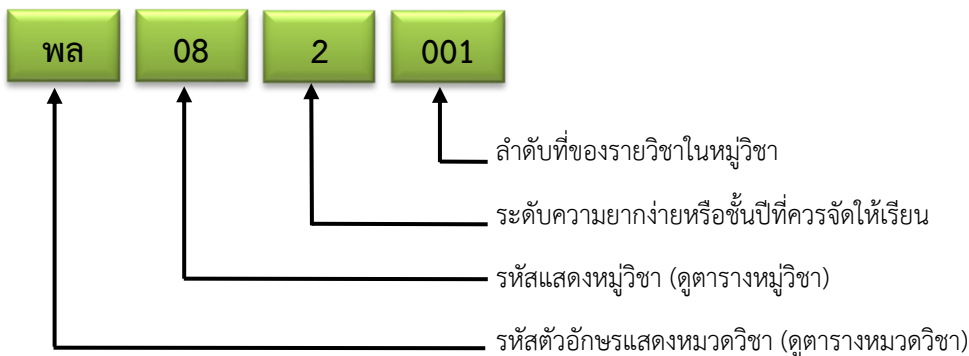 พล 08 2 001
ลำดับที่ของรายวิชาในหมู่วิชา
ระดับความยากง่ายหรือชั้นปีที่ควรจัดให้เรียน
รหัสแสดงหมู่วิชา (ดูตารางหมู่วิชา)
รหัสตัวอักษรแสดงหมวดวิชา (ดูตารางหมวดวิชา)